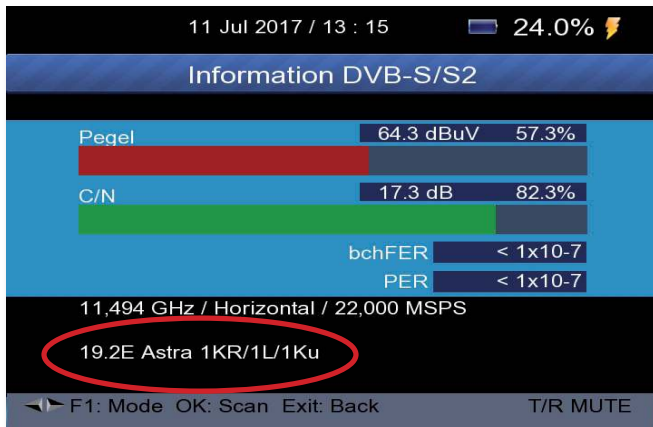 11 Jul 2017 / 13 : 15 24.0%
Information DVB-S/S2
Pegel 64.3 dBuV 57.3%
C/N 17.3 dB 82.3%
bchFER < 1x10-7
PER < 1x10-7
11,494 GHz / Horizontal / 22,000 MSPS
19.2E Astra 1KR/1L/1Ku
F1: Mode OK: Scan Exit: Back T/R MUTE